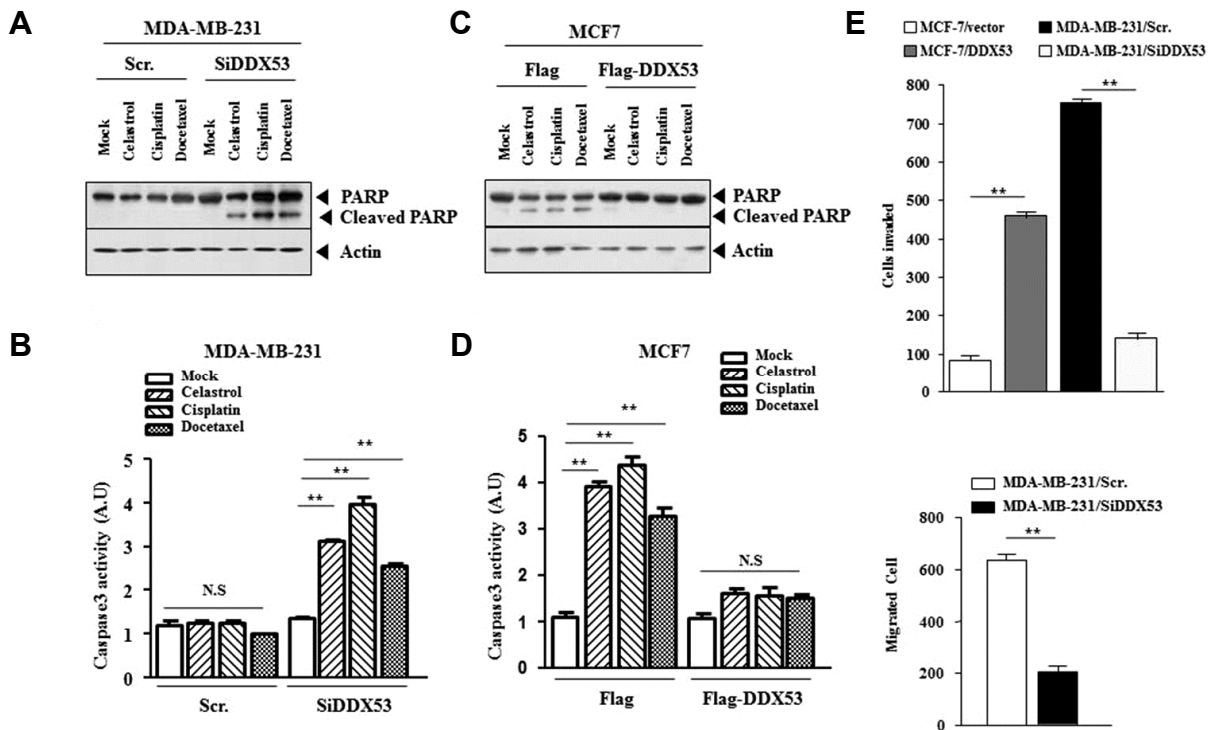 A
MDA-MB-231
Scr. SiDDX53
Mock Celastrol Cisplatin Docetaxel Mock Celastrol Cisplatin Docetaxel
PARP
Cleaved PARP
Actin
B
MDA-MB-231
Mock
Celastrol
Cisplatin
Docetaxel
Caspase3 activity (A.U)
5
4
3
2
1
0
N.S
**
**
**
Scr. SiDDX53
C
MCF7
Flag Flag-DDX53
Mock Celastrol Cisplatin Docetaxel Mock Celastrol Cisplatin Docetaxel
PARP
Cleaved PARP
Actin
D
MCF7
Mock
Celastrol
Cisplatin
Docetaxel
Caspase3 activity (A.U)
5
4
3
2
1
0
**
**
**
N.S
Flag Flag-DDX53
E
MCF-7/vector MDA-MB-231/Scr.
MCF-7/DDX53 MDA-MB-231/SiDDX53
Cells invaded
800
700
600
500
400
300
200
100
0
**
**
MDA-MB-231/Scr.
MDA-MB-231/SiDDX53
Migrated Cell
800
600
400
200
0
**